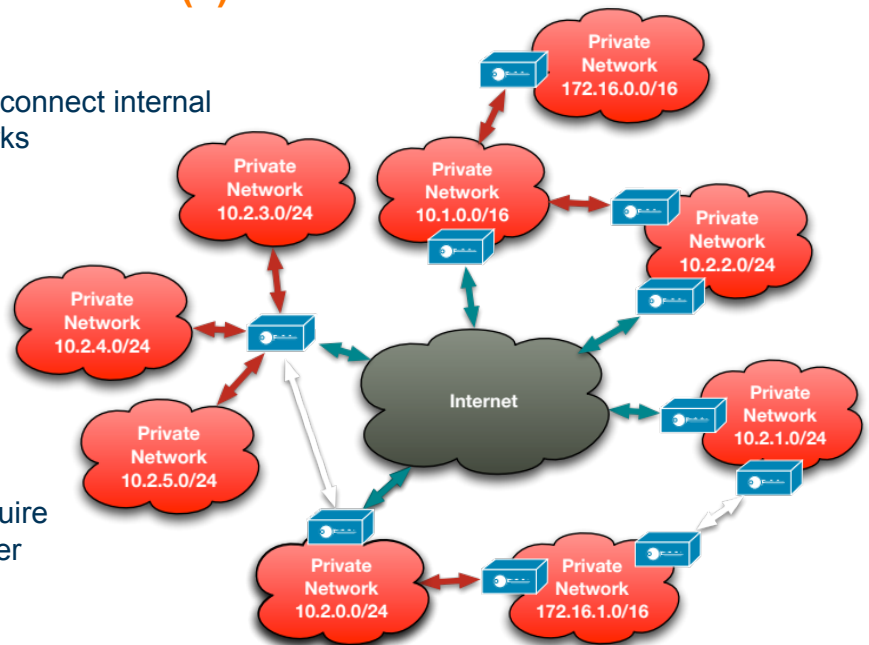 connect internal
ks
Private
Network
172.16.0.0/16
Private
Network
10.2.3.0/24
Private
Network
10.1.0.0/16
Private
Network
10.2.2.0/24
Private
Network
10.2.4.0/24
Internet
Private
Network
10.2.1.0/24
Private
Network
10.2.5.0/24
uire
er
Private
Network
10.2.0.0/24
Private
Network
172.16.1.0/16